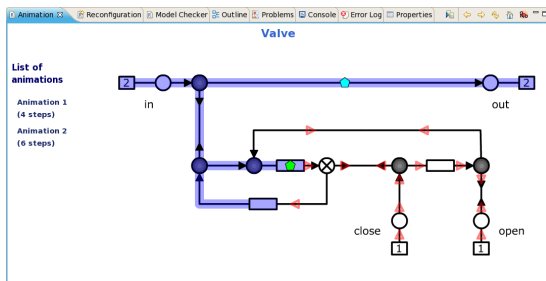 Animation Reconfiguration Model Checker Outline Problems Console Error Log Properties
Valve
List of
animations
Animation 1
(4 steps)
Animation 2
(6 steps)
2 2
in out
close open
1 1